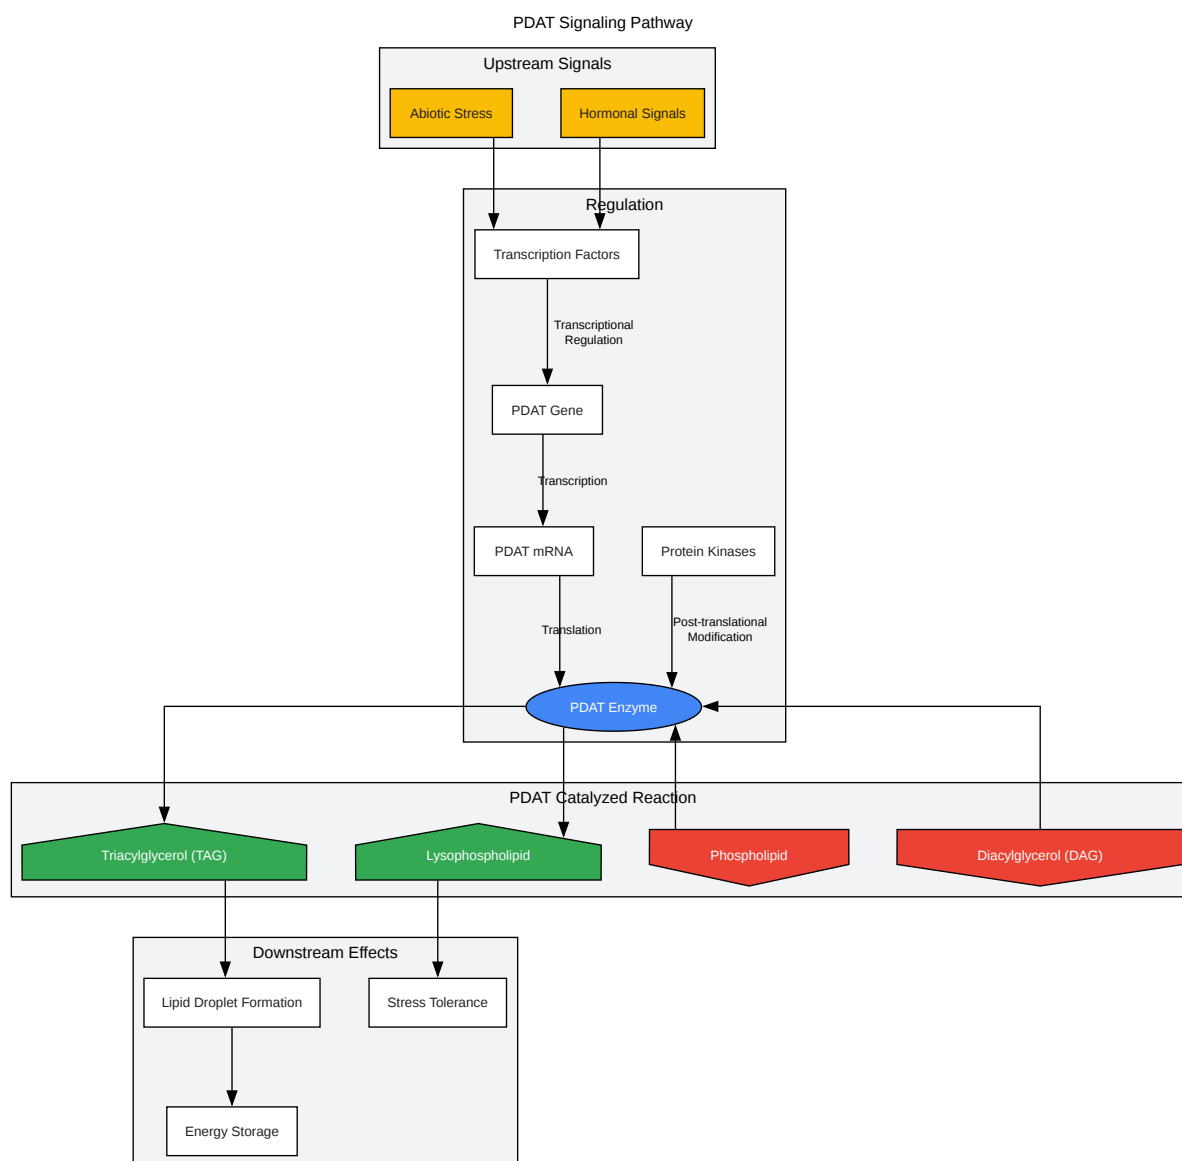 PDAT Signaling Pathway
Upstream Signals
Abiotic Stress
Hormonal Signals
Regulation
Transcription Factors
Transcriptional
Regulation
PDAT Gene
Transcription
PDAT mRNA
Protein Kinases
Translation
Post-translational
Modification
PDAT Enzyme
PDAT Catalyzed Reaction
Triacylglycerol (TAG)
Lysophospholipid
Phospholipid
Diacylglycerol (DAG)
Downstream Effects
Lipid Droplet Formation
Stress Tolerance
Energy Storage